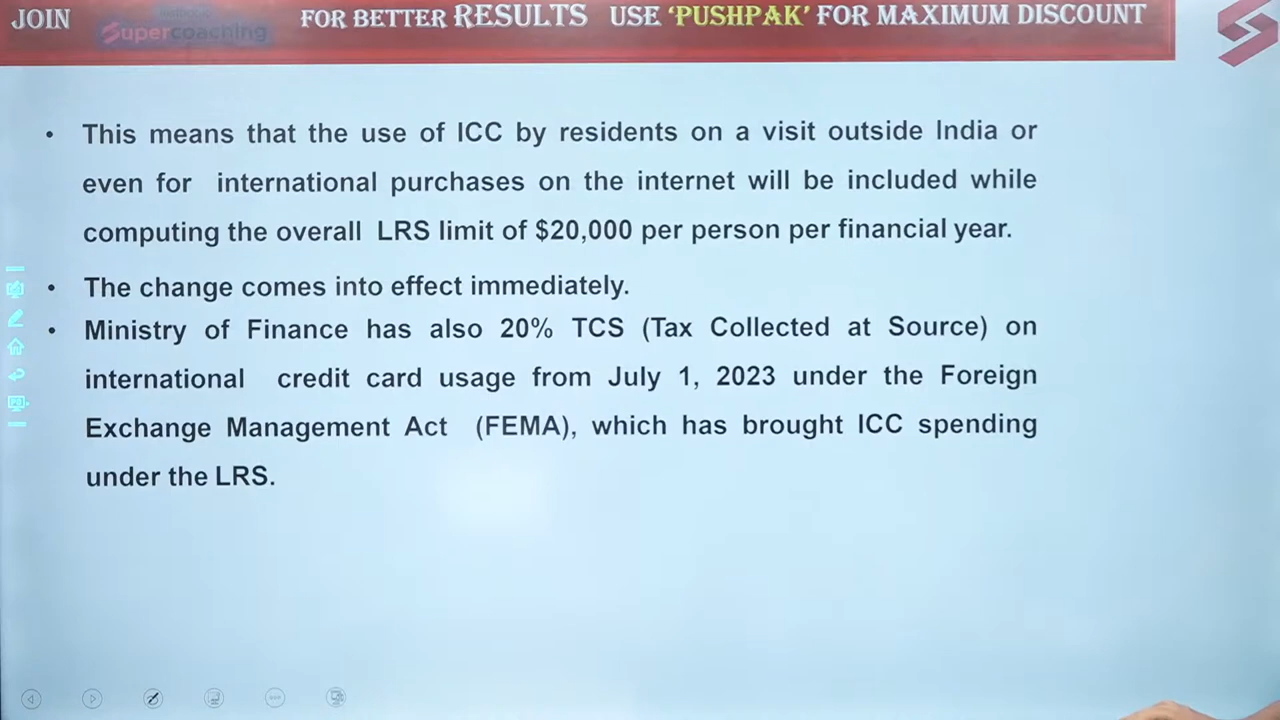 JOIN
Supercoaching
FOR BETTER RESULTS USE 'PUSHPAK' FOR MAXIMUM DISCOUNT
• This means that the use of ICC by residents on a visit outside India or
even for international purchases on the internet will be included while
computing the overall LRS limit of $20,000 per person per financial year.
• The change comes into effect immediately.
• Ministry of Finance has also 20% TCS (Tax Collected at Source) on
international credit card usage from July 1, 2023 under the Foreign
Exchange Management Act (FEMA), which has brought ICC spending
under the LRS.